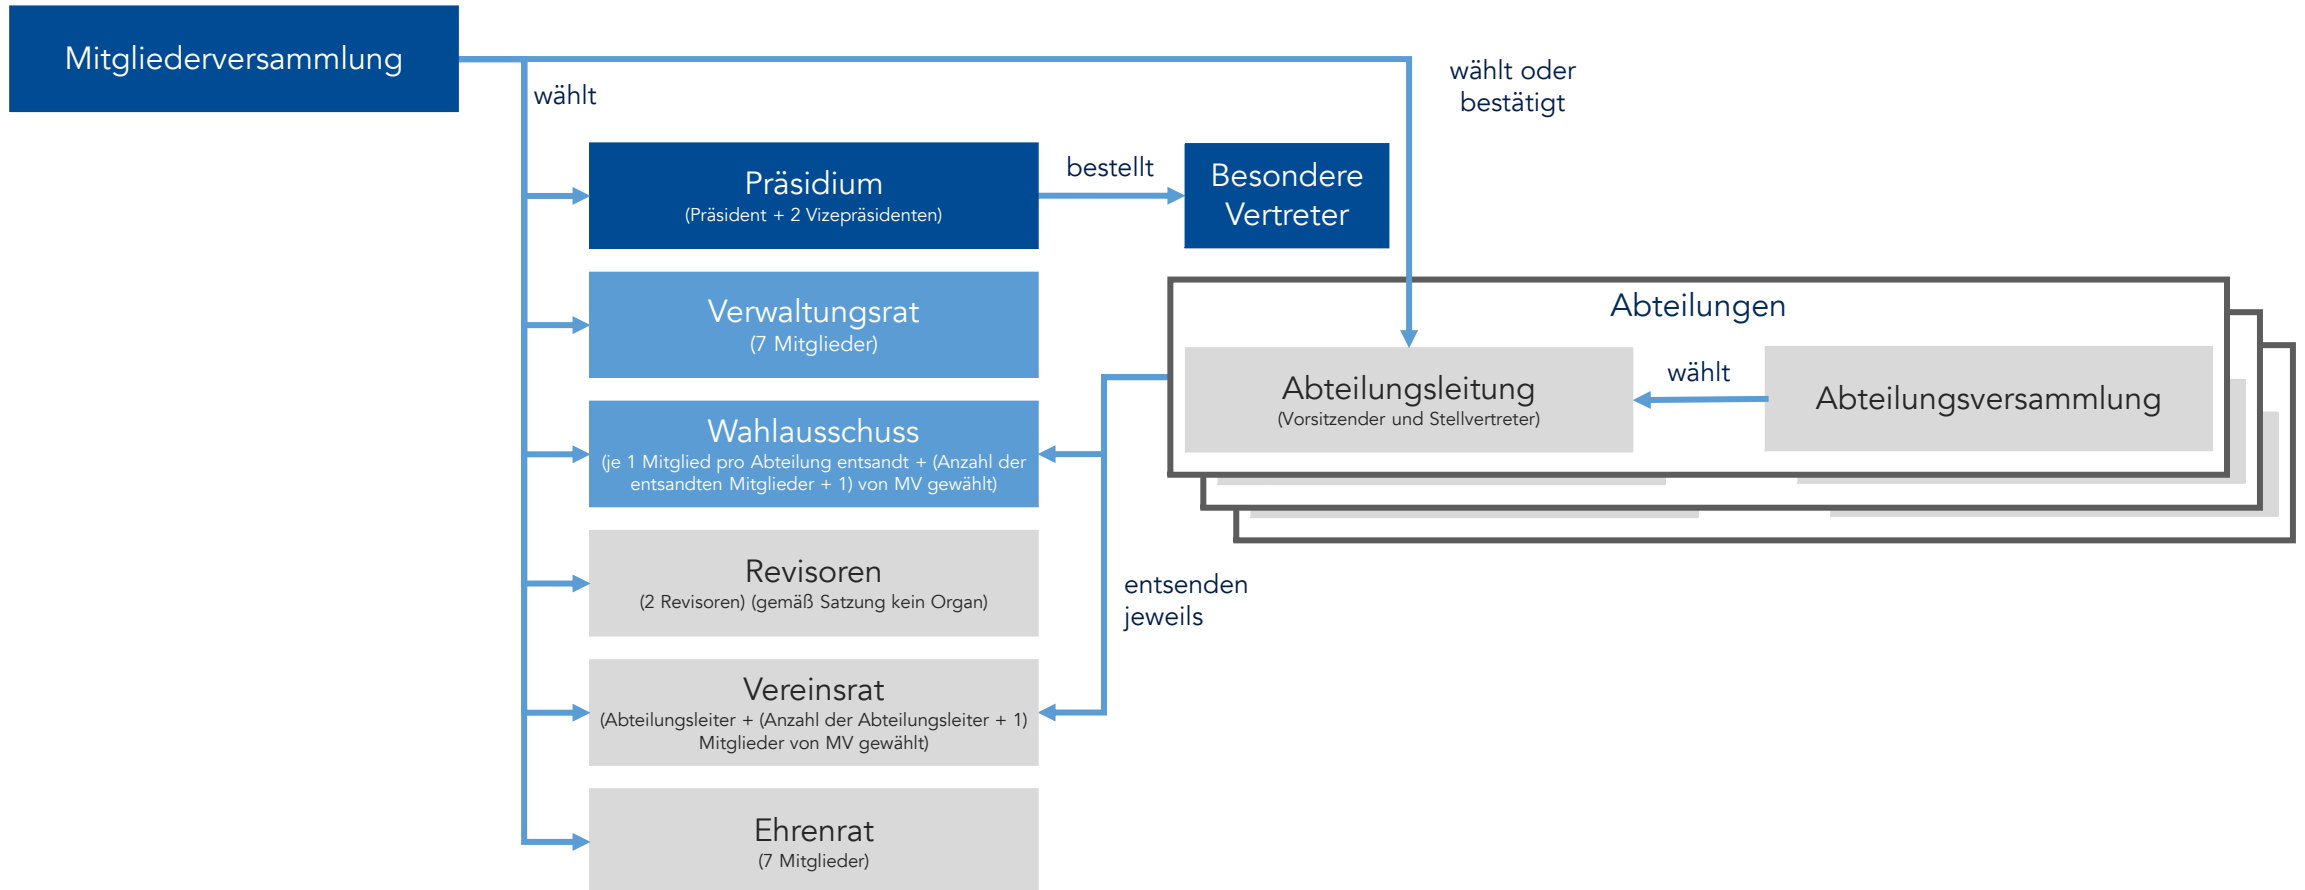 Mitgliederversammlung
wählt
wählt oder
bestätigt
Präsidium
(Präsident + 2 Vizepräsidenten)
bestellt
Besondere
Vertreter
Verwaltungsrat
(7 Mitglieder)
Abteilungen
Abteilungsleitung
(Vorsitzender und Stellvertreter)
wählt
Abteilungsversammlung
Wahlausschuss
(je 1 Mitglied pro Abteilung entsandt + (Anzahl der
entsandten Mitglieder + 1) von MV gewählt)
Revisoren
(2 Revisoren) (gemäß Satzung kein Organ)
entsenden
jeweils
Vereinsrat
(Abteilungsleiter + (Anzahl der Abteilungsleiter + 1)
Mitglieder von MV gewählt)
Ehrenrat
(7 Mitglieder)